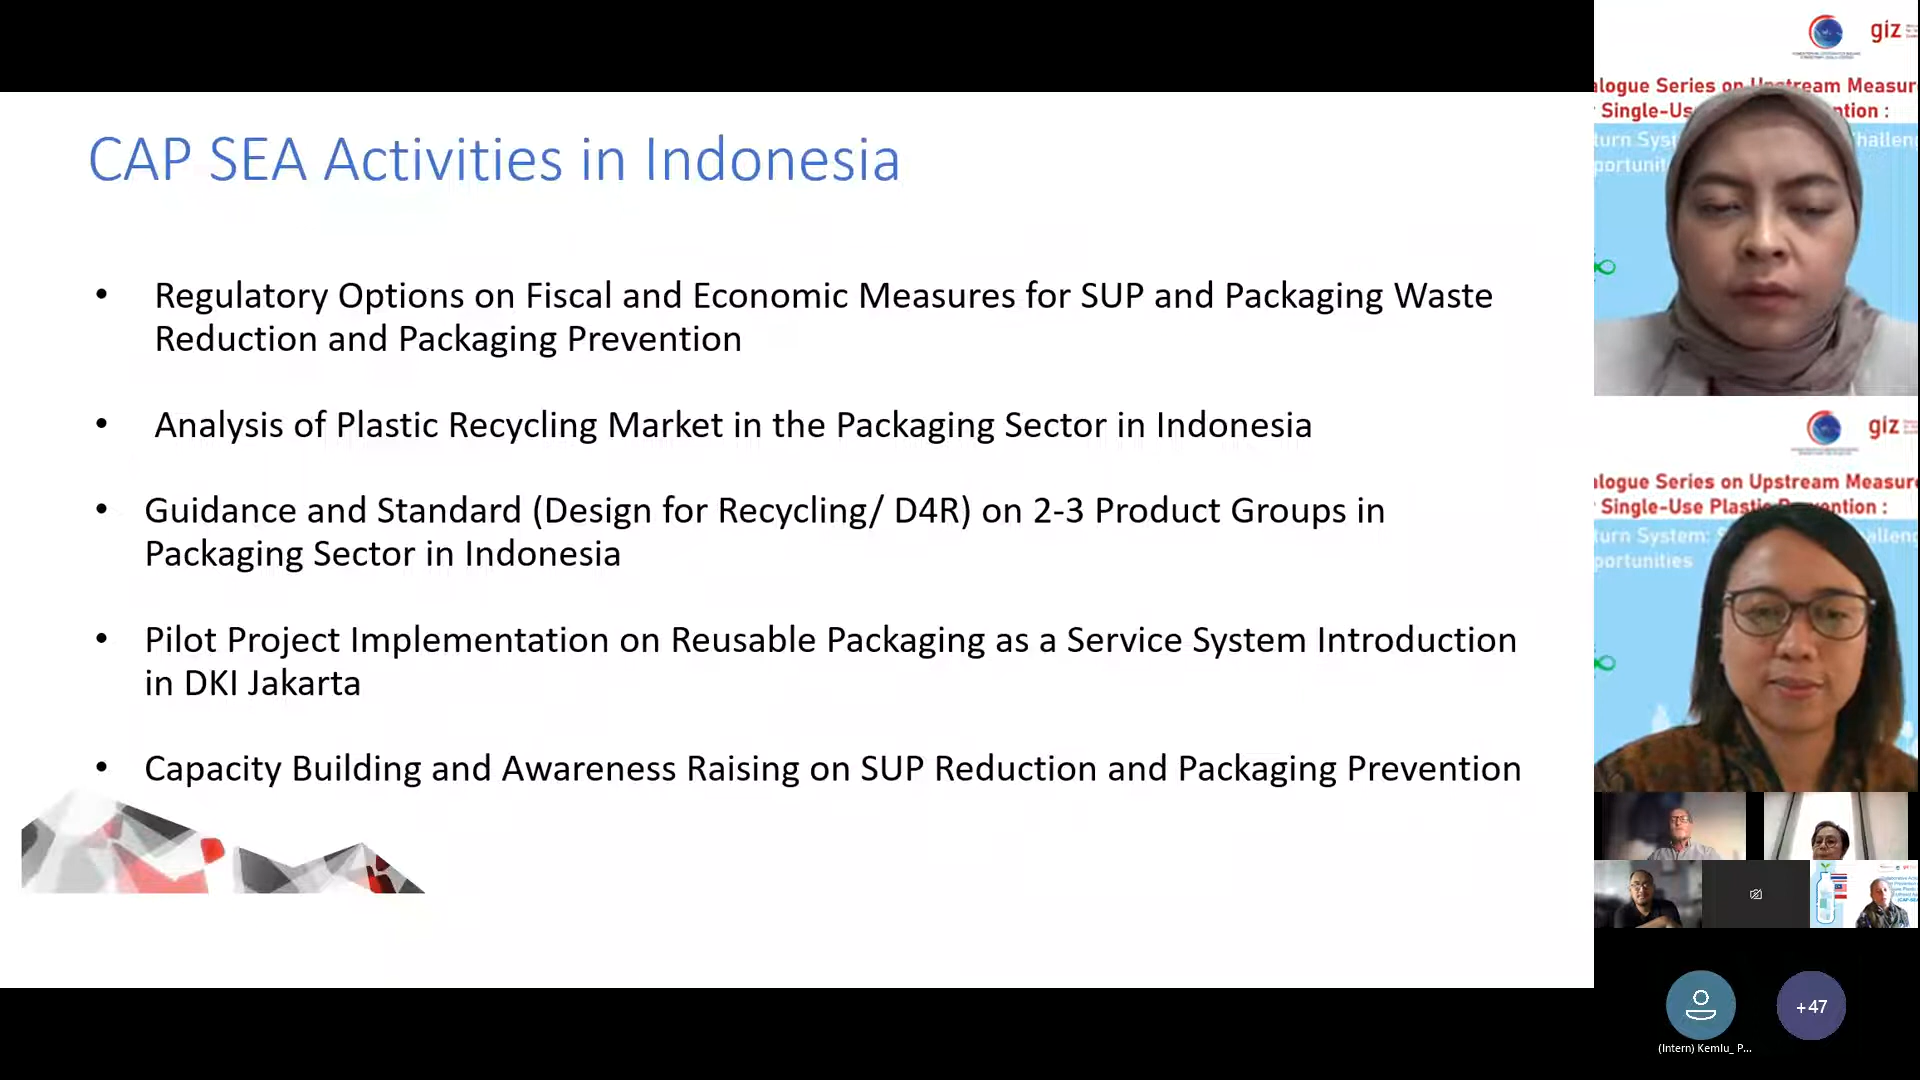 CAP SEA Activities in Indonesia
• Regulatory Options on Fiscal and Economic Measures for SUP and Packaging Waste
Reduction and Packaging Prevention
• Analysis of Plastic Recycling Market in the Packaging Sector in Indonesia
• Guidance and Standard (Design for Recycling/ D4R) on 2-3 Product Groups in
Packaging Sector in Indonesia
• Pilot Project Implementation on Reusable Packaging as a Service System Introduction
in DKI Jakarta
• Capacity Building and Awareness Raising on SUP Reduction and Packaging Prevention
giz
alogue Series on Upstream Measur
Single-Us ntion :
turn Syst hallen
portuniti
giz
alogue Series on Upstream Measure
Single-Use Plastic Prevention :
turn System: allen
portunities
(Intern) Kemlu_ P...
+47